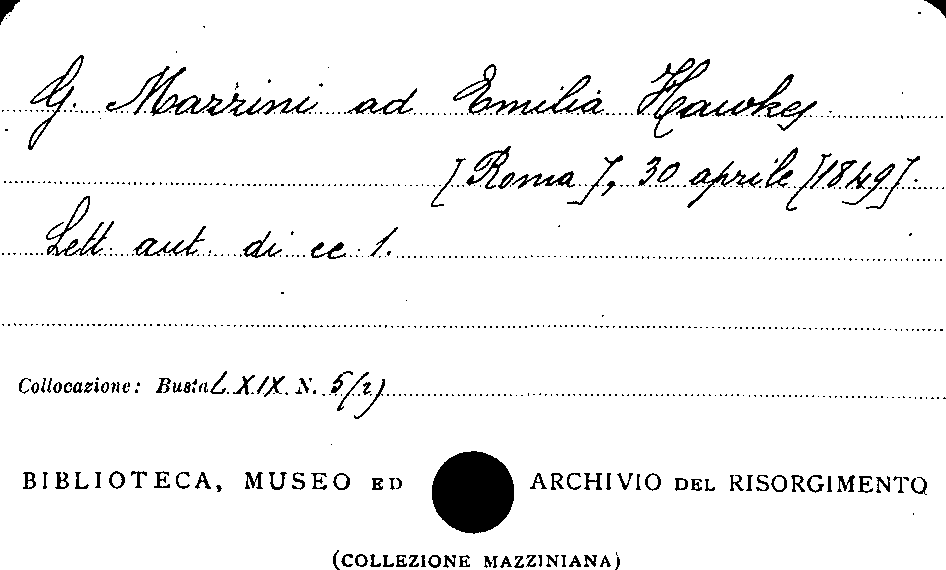 G. Mazzini ad Emilia Hawkes
[Roma], 30 aprile [1849].
Lett. aut. di cc 1.
Collocazione: Busta LXIX N. 5(2)
BIBLIOTECA, MUSEO ED ARCHIVIO DEL RISORGIMENTO
(COLLEZIONE MAZZINIANA)